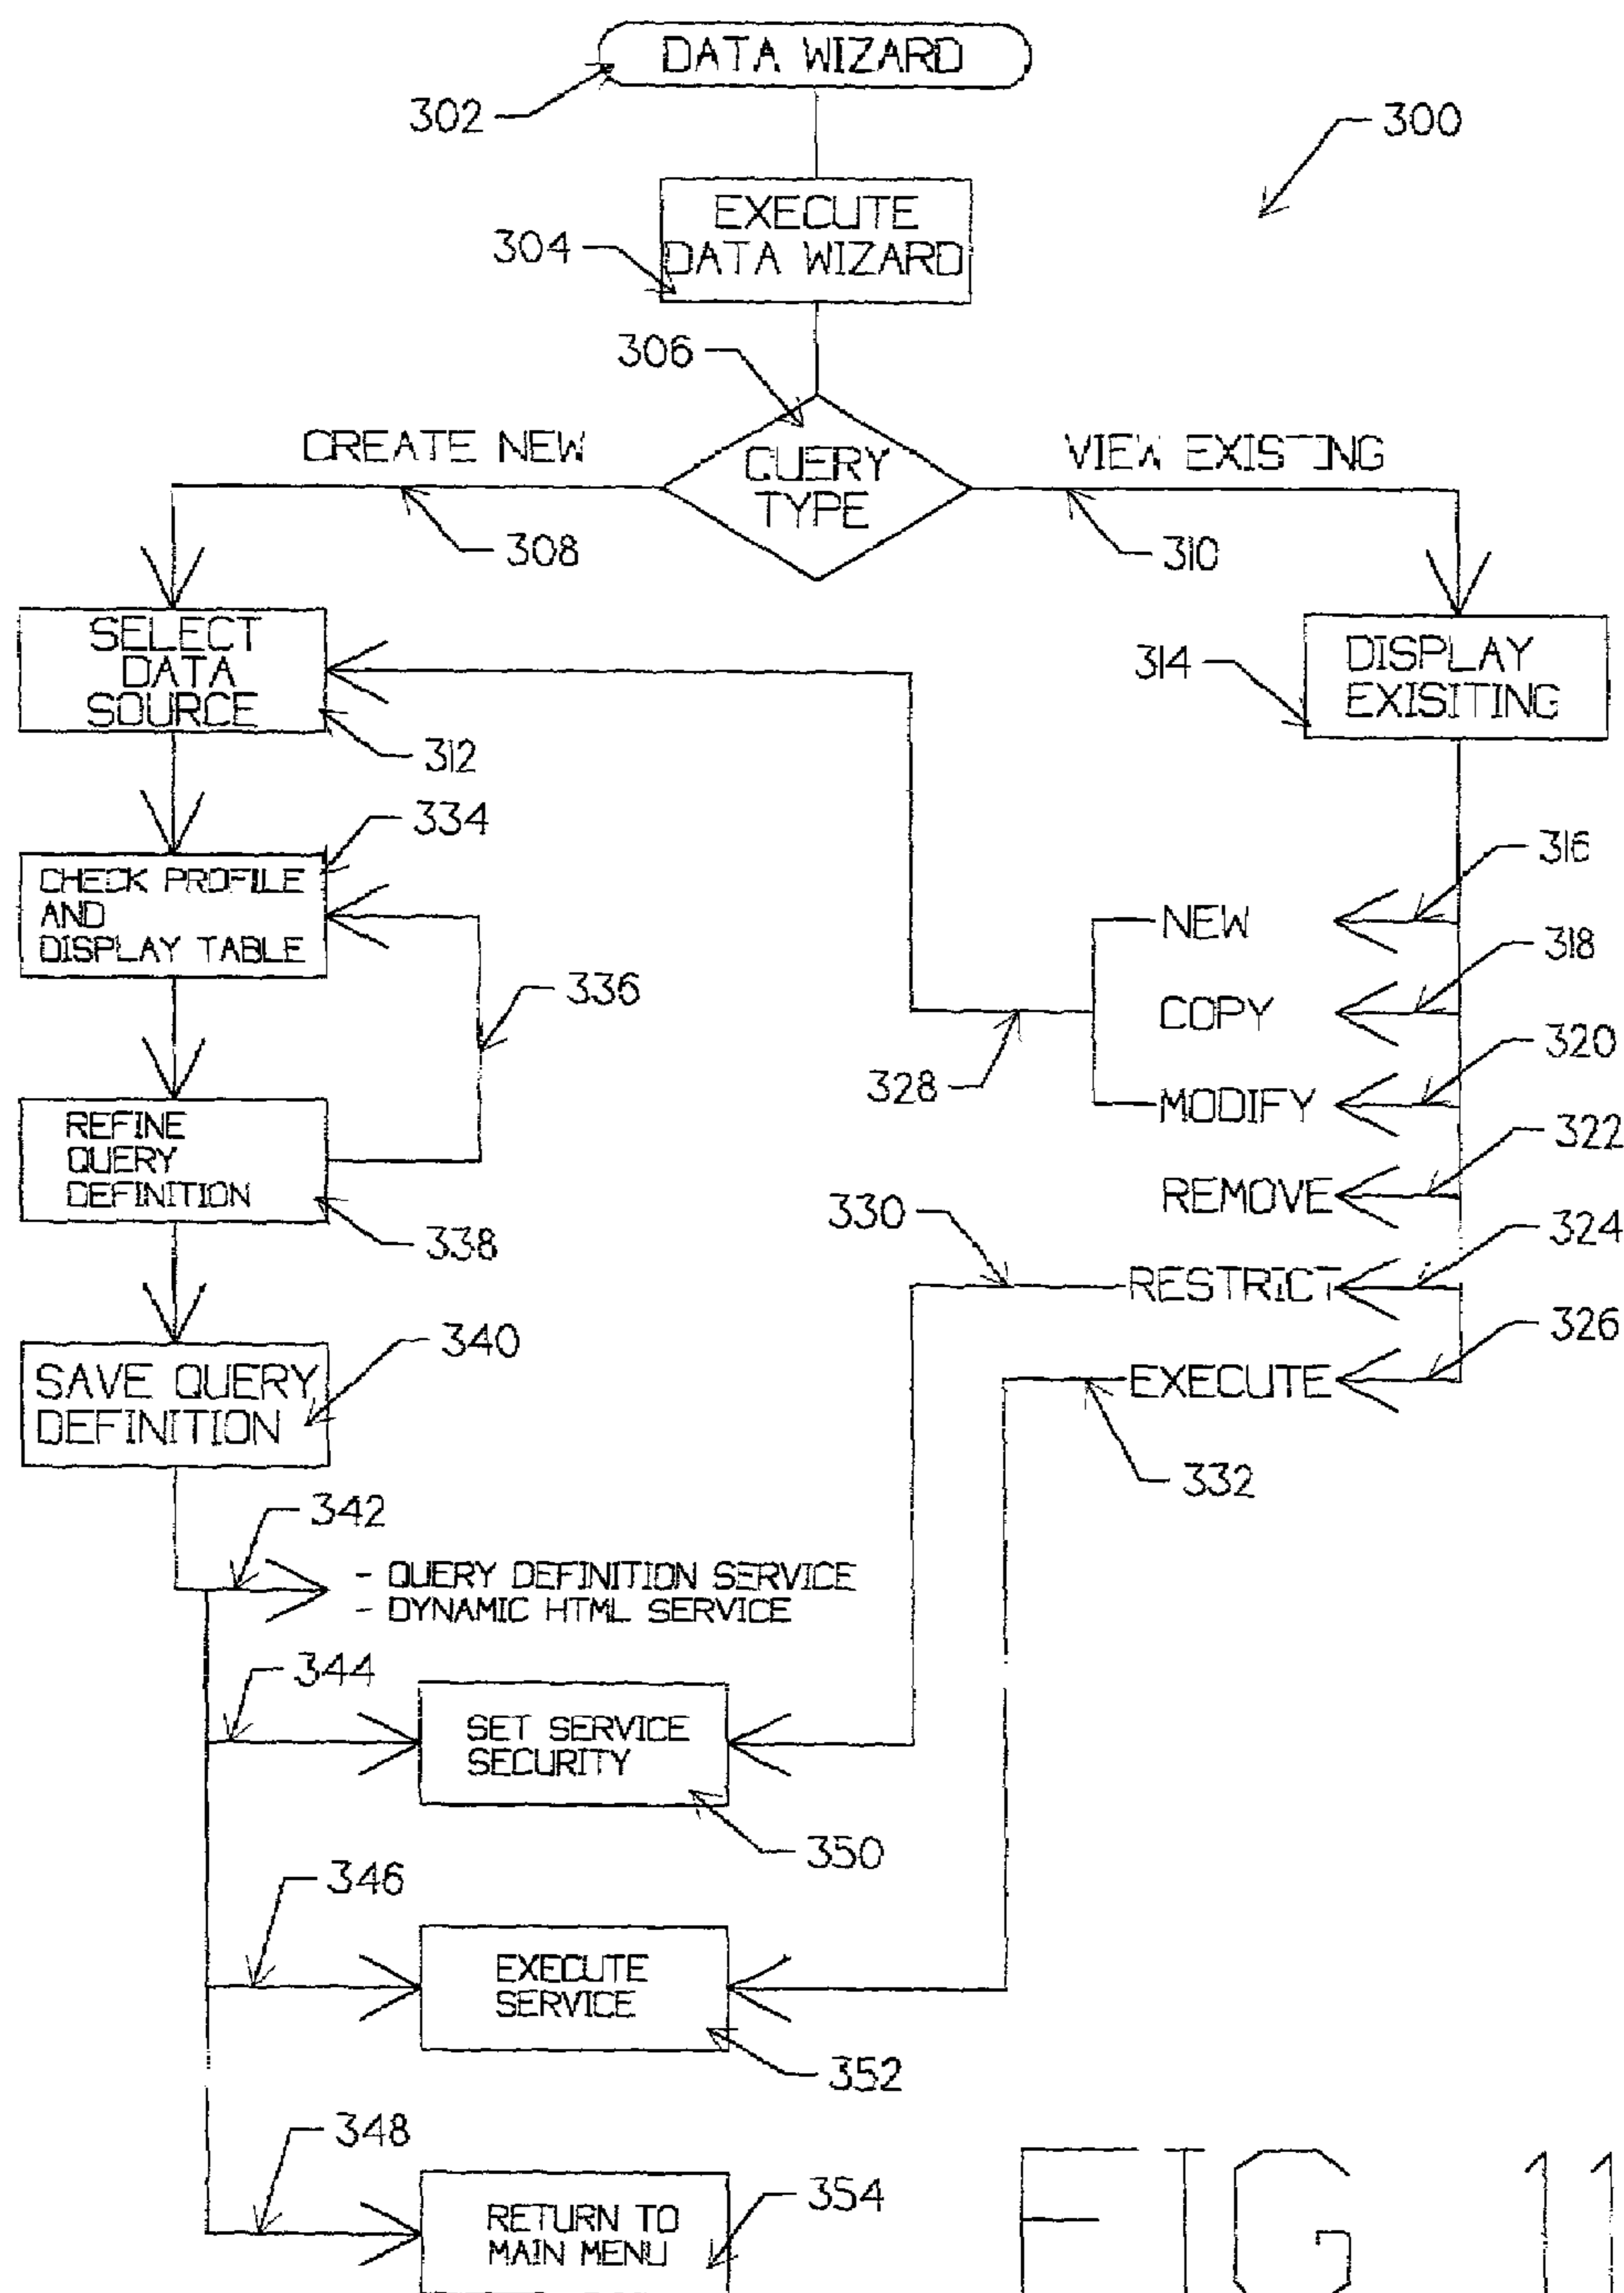 DATA WIZARD
302
300
EXECUTE
DATA WIZARD
304
306
CREATE NEW
QUERY
TYPE
VIEW EXISTING
308
310
SELECT
DATA
SOURCE
312
314
DISPLAY
EXISITING
334
CHECK PROFILE
AND
DISPLAY TABLE
336
316
NEW
318
COPY
320
328
MODIFY
322
REMOVE
REFINE
QUERY
DEFINITION
338
330
324
RESTRICT
326
EXECUTE
332
340
SAVE QUERY
DEFINITION
342
- QUERY DEFINITION SERVICE
- DYNAMIC HTML SERVICE
344
SET SERVICE
SECURITY
350
346
EXECUTE
SERVICE
352
348
RETURN TO
MAIN MENU
354
FIG 11